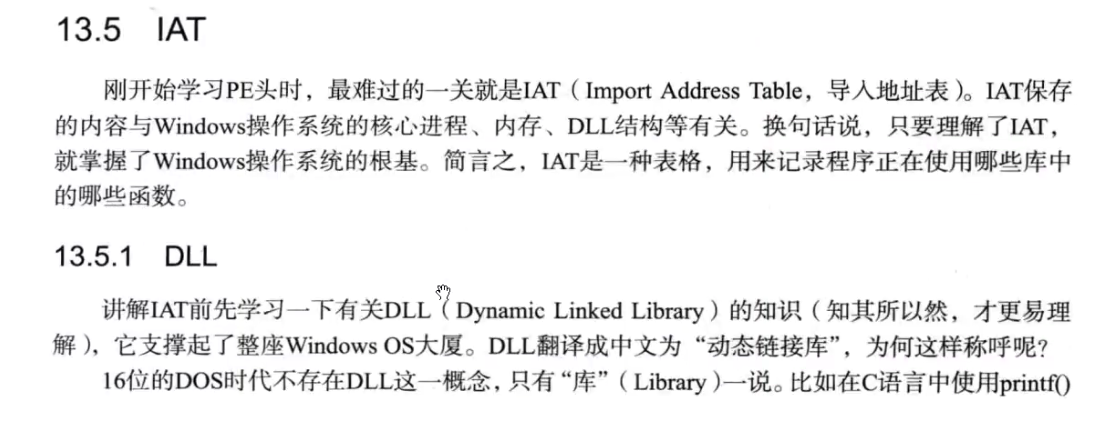 13.5 IAT
刚开始学习PE头时，最难过的一关就是IAT（Import Address Table，导入地址表）。IAT保存
的内容与Windows操作系统的核心进程、内存、DLL结构等有关。换句话说，只要理解了IAT，
就掌握了Windows操作系统的根基。简言之，IAT是一种表格，用来记录程序正在使用哪些库中
的哪些函数。
13.5.1 DLL
讲解IAT前先学习一下有关DLL（Dynamic Linked Library）的知识（知其所以然，才更易理
解），它支撑起了整座Windows OS大厦。DLL翻译成中文为“动态链接库”，为何这样称呼呢？
16位的DOS时代不存在DLL这一概念，只有“库”（Library）一说。比如在C语言中使用printf()